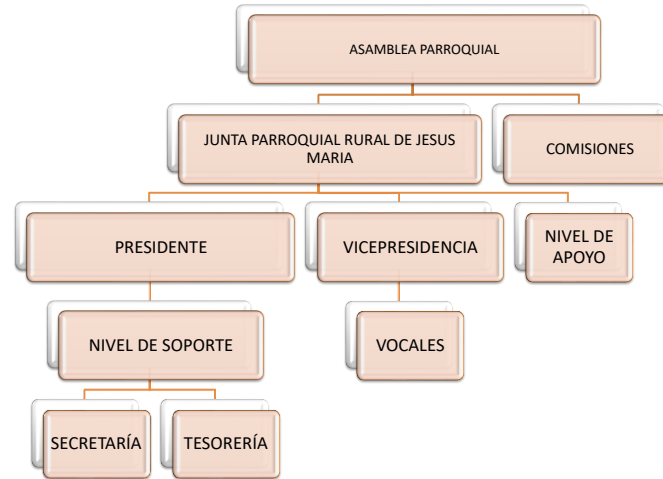 ASAMBLEA PARROQUIAL
JUNTA PARROQUIAL RURAL DE JESUS
MARIA
COMISIONES
PRESIDENTE
VICEPRESIDENCIA
NIVEL DE
APOYO
NIVEL DE SOPORTE
VOCALES
SECRETARÍA
TESORERÍA